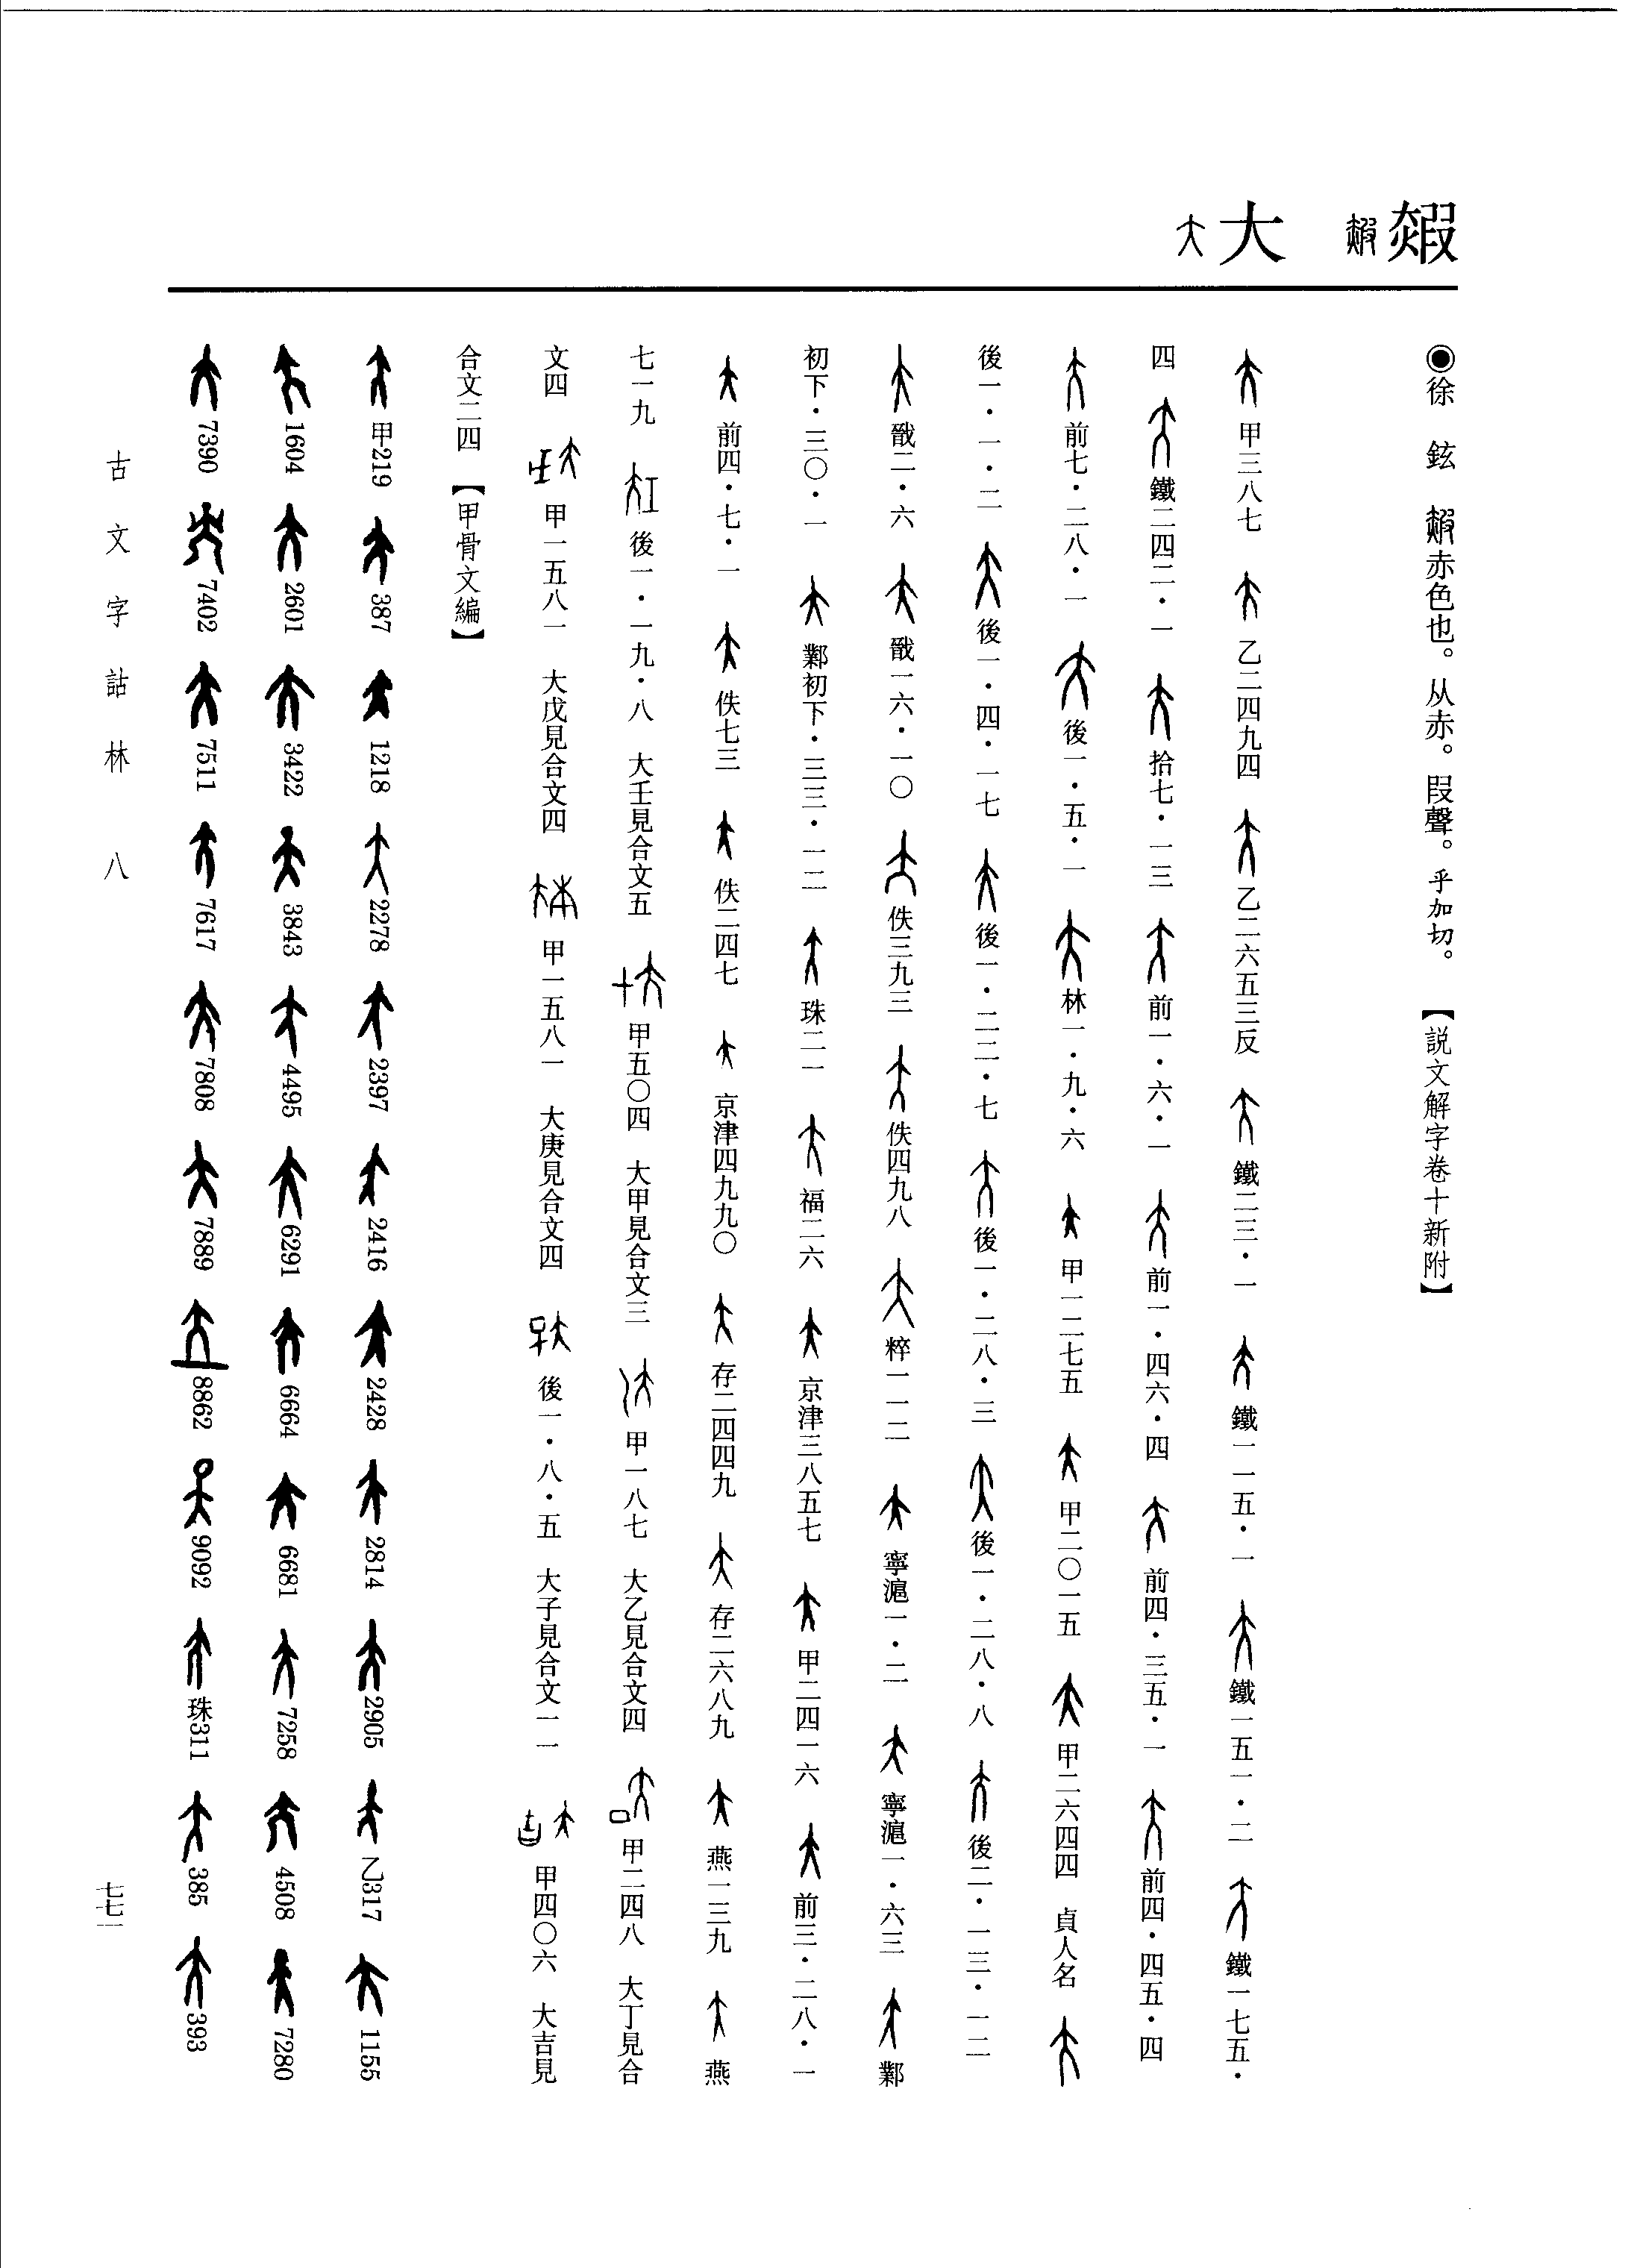 赮 大
◉徐　鉉　赮赤色也。从赤。叚聲。乎加切。【説文解字卷十新附】
甲三八七 乙二四九四 乙二六五三反 鐵二三·一 鐵一一五·一 鐵一五一·二 鐵一七五·
四 鐵二四二·一 拾七·一三 前一·六·一 前一·四六·四 前四·三五·一 前四·四五·四
前七·二八·一 後一·五·一 林一·九·六 甲一二七五 甲二〇一五 甲二六四四 貞人名
後一·一·二 後一·四·一七 後一·二二·七 後一·二八·三 後一·二八·八 後二·一三·一二
戩二·六 戩一六·一〇 佚三九三 佚四九八 粹一一二 寧滬一·二 寧滬一·六三 鄴
初下·三〇·一 鄴初下·三三·一二 珠二一 福二六 京津三八五七 甲二四一六 前三·二八·一
前四·七·一 佚七三 佚二四七 京津四九九〇 存二四四九 存二六八九 燕一三九 燕
七一九 後一·一九·八 大壬見合文五 甲五〇四 大甲見合文三 甲一八七 大乙見合文四 甲二四八 大丁見合
文四 甲一五八一 大戊見合文四 甲一五八一 大庚見合文四 後一·八·五 大子見合文一一 甲四〇六 大吉見
合文二四 【甲骨文編】
甲219 387 1218 2278 2397 2416 2428 2814 2905 乙317 1155
1604 2601 3422 3843 4495 6291 6664 6681 7258 4508 7280
7390 7402 7511 7617 7808 7889 8862 9092 珠311 385 393
古文字詁林　八
七七一